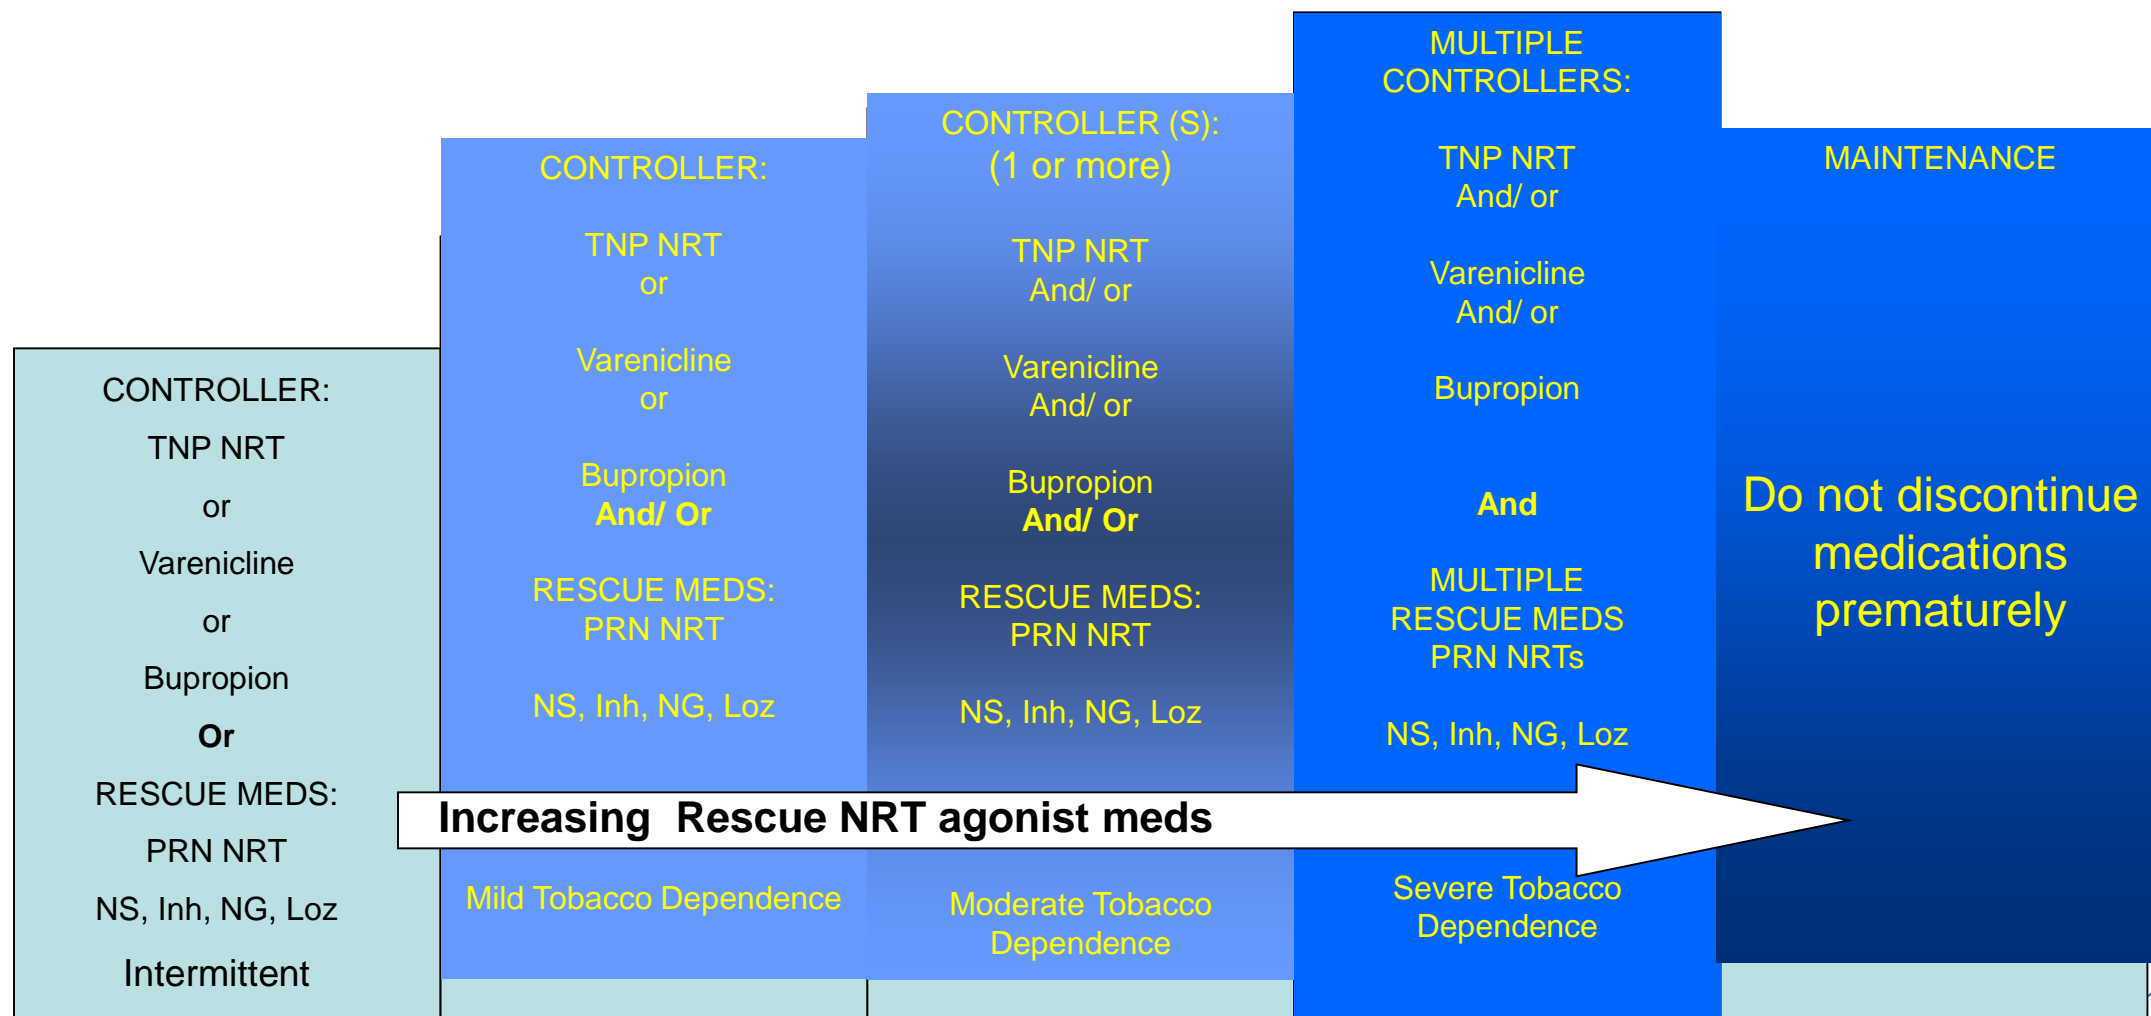 CONTROLLER:
TNP NRT
or
Varenicline
or
Bupropion
Or
RESCUE MEDS:
PRN NRT
NS, Inh, NG, Loz
Intermittent
CONTROLLER:
TNP NRT
or
Varenicline
or
Bupropion
And/ Or
RESCUE MEDS:
PRN NRT
NS, Inh, NG, Loz
Mild Tobacco Dependence
CONTROLLER (S):
(1 or more)
TNP NRT
And/ or
Varenicline
And/ or
Bupropion
And/ Or
RESCUE MEDS:
PRN NRT
NS, Inh, NG, Loz
Moderate Tobacco
Dependence
MULTIPLE
CONTROLLERS:
TNP NRT
And/ or
Varenicline
And/ or
Bupropion
And
MULTIPLE
RESCUE MEDS
PRN NRTs
NS, Inh, NG, Loz
Severe Tobacco
Dependence
MAINTENANCE
Do not discontinue
medications
prematurely
Increasing  Rescue NRT agonist meds